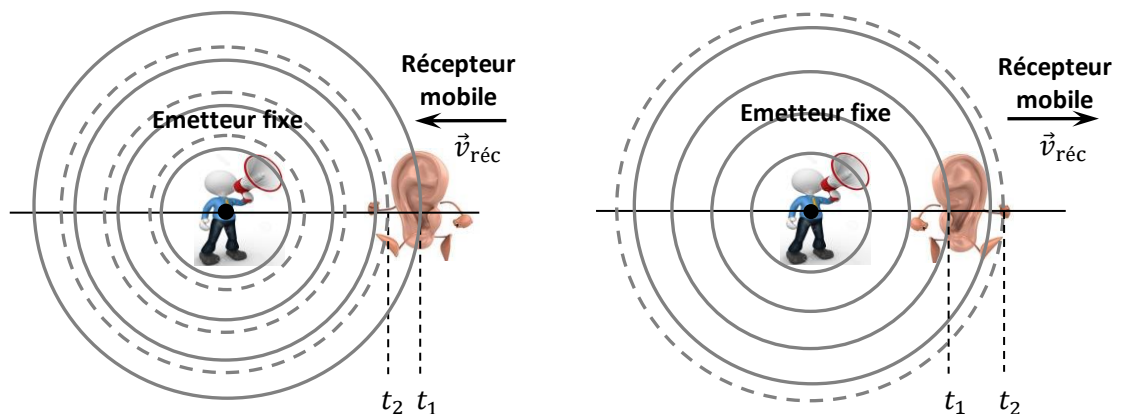 Récepteur
mobile
Emetteur fixe
v⃗réc
t2 t1
Récepteur
mobile
Emetteur fixe
v⃗réc
t1 t2